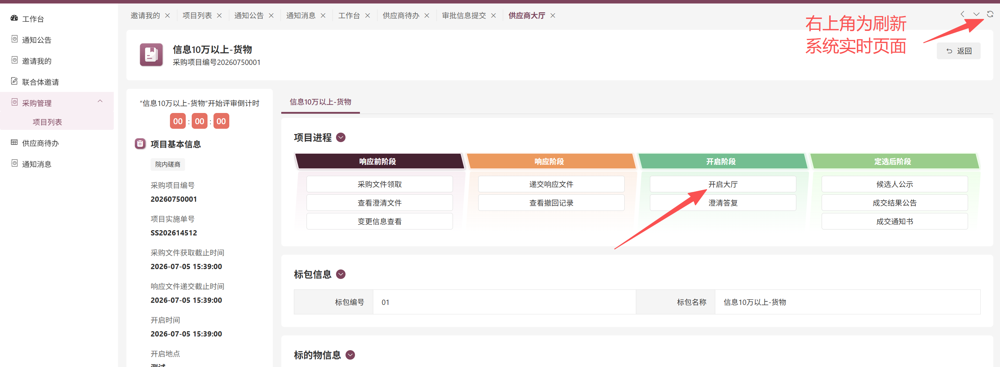 工作台
通知公告
邀请我的
联合体邀请
采购管理
项目列表
供应商待办
通知消息
邀请我的 项目列表 通知公告 通知消息 工作台 供应商待办 审批信息提交 供应商大厅
右上角为刷新
系统实时页面
信息10万以上-货物
采购项目编号20260750001
返回
“信息10万以上-货物”开始评审倒计时
00 : 00 : 00
项目基本信息
院内磋商
采购项目编号
20260750001
项目实施单号
SS202614512
采购文件获取截止时间
2026-07-05 15:39:00
响应文件递交截止时间
2026-07-05 15:39:00
开启时间
2026-07-05 15:39:00
开启地点
测试
信息10万以上-货物
项目进程
响应前阶段 响应阶段 开启阶段 定选后阶段
采购文件领取 递交响应文件 开启大厅 候选人公示
查看澄清文件 查看撤回记录 澄清答复 成交结果公告
变更信息查看 成交通知书
标包信息
标包编号 01 标包名称 信息10万以上-货物
标的物信息